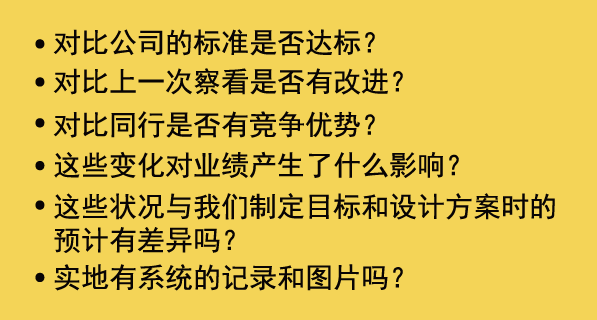 • 对比公司的标准是否达标？
• 对比上一次察看是否有改进？
• 对比同行是否有竞争优势？
• 这些变化对业绩产生了什么影响？
• 这些状况与我们制定目标和设计方案时的
预计有差异吗？
• 实地有系统的记录和图片吗？